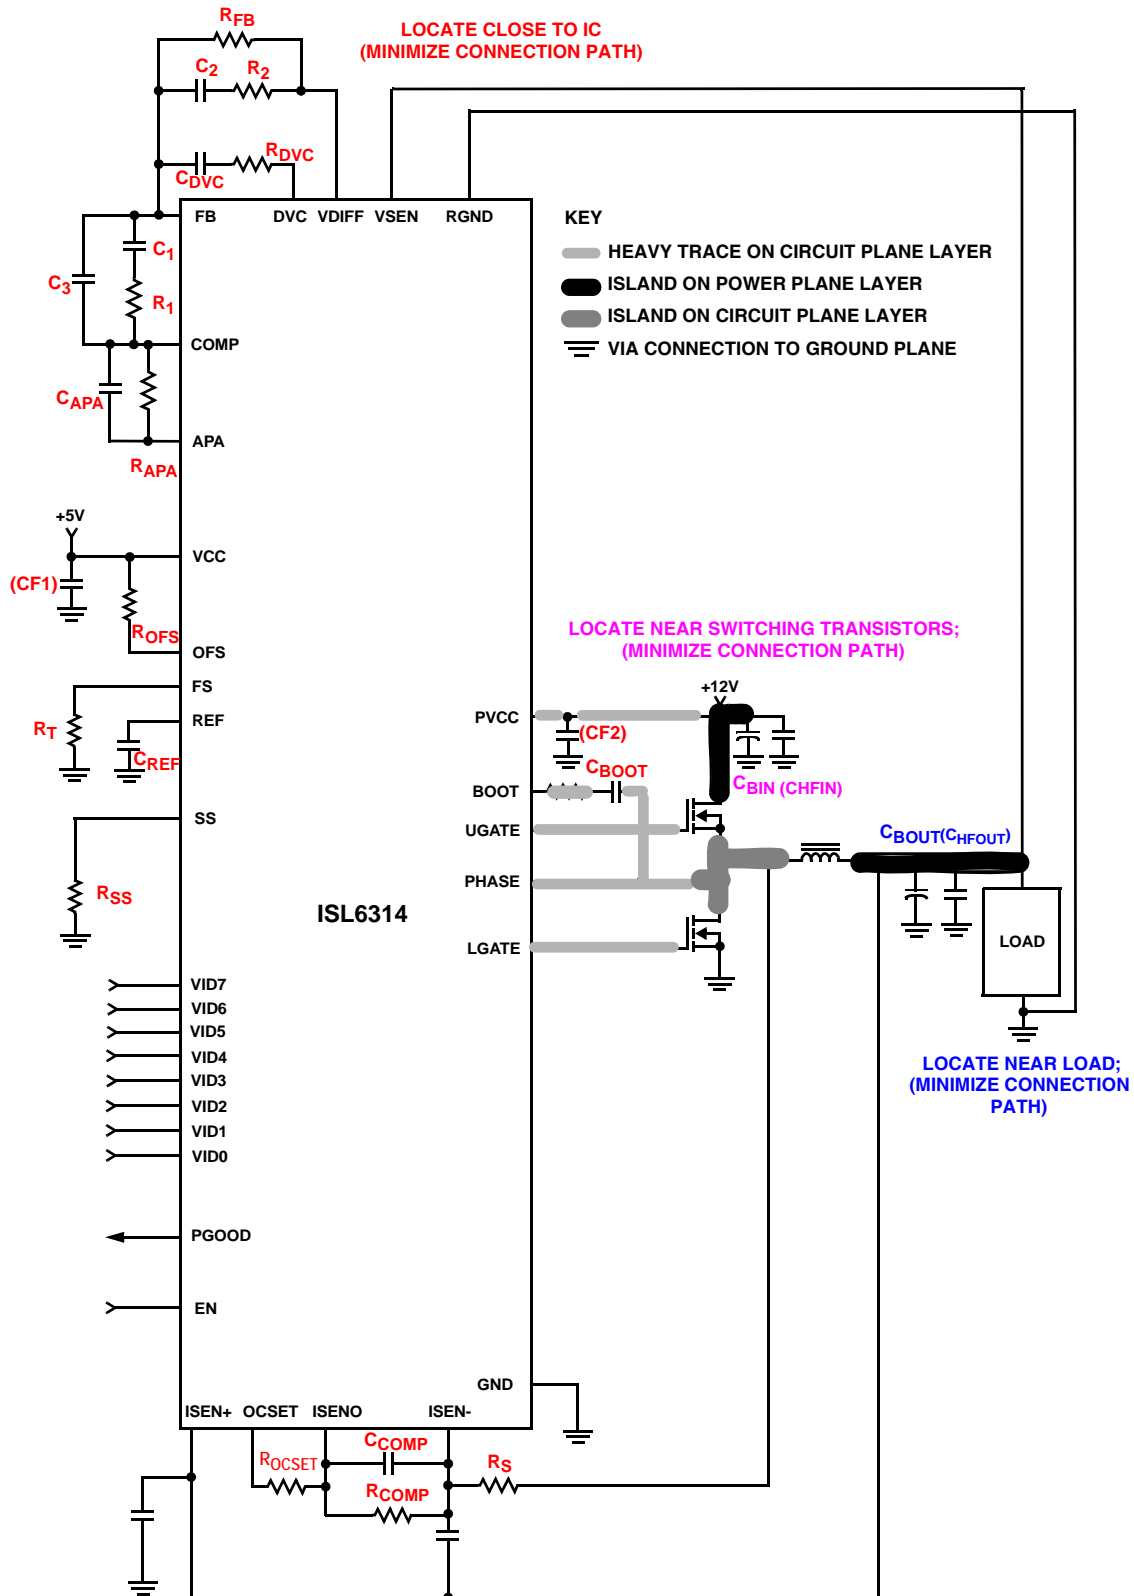 RFB
LOCATE CLOSE TO IC
(MINIMIZE CONNECTION PATH)
C2
R2
RDVC
CDVC
FB
DVC
VDIFF
VSEN
RGND
KEY
HEAVY TRACE ON CIRCUIT PLANE LAYER
ISLAND ON POWER PLANE LAYER
ISLAND ON CIRCUIT PLANE LAYER
VIA CONNECTION TO GROUND PLANE
C1
C3
R1
COMP
CAPA
APA
RAPA
+5V
VCC
(CF1)
ROFS
OFS
LOCATE NEAR SWITCHING TRANSISTORS;
(MINIMIZE CONNECTION PATH)
FS
+12V
REF
PVCC
RT
(CF2)
CREF
CBOOT
CBIN (CHFIN)
BOOT
SS
UGATE
CBOUT(CHFOUT)
PHASE
RSS
ISL6314
LGATE
LOAD
VID7
VID6
VID5
VID4
VID3
VID2
VID1
VID0
LOCATE NEAR LOAD;
(MINIMIZE CONNECTION
PATH)
PGOOD
EN
GND
ISEN+
OCSET
ISENO
ISEN-
CCOMP
ROCSET
RS
RCOMP